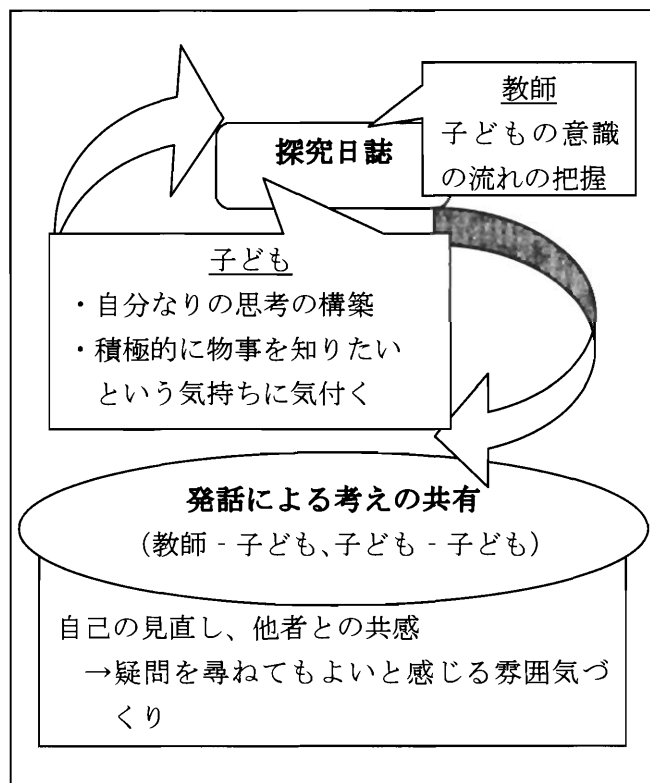 教師
子どもの意識
の流れの把握
探究日誌
子ども
・自分なりの思考の構築
・積極的に物事を知りたい
という気持ちに気付く
発話による考えの共有
（教師 - 子ども、子ども - 子ども）
自己の見直し、他者との共感
→疑問を尋ねてもよいと感じる雰囲気づ
くり